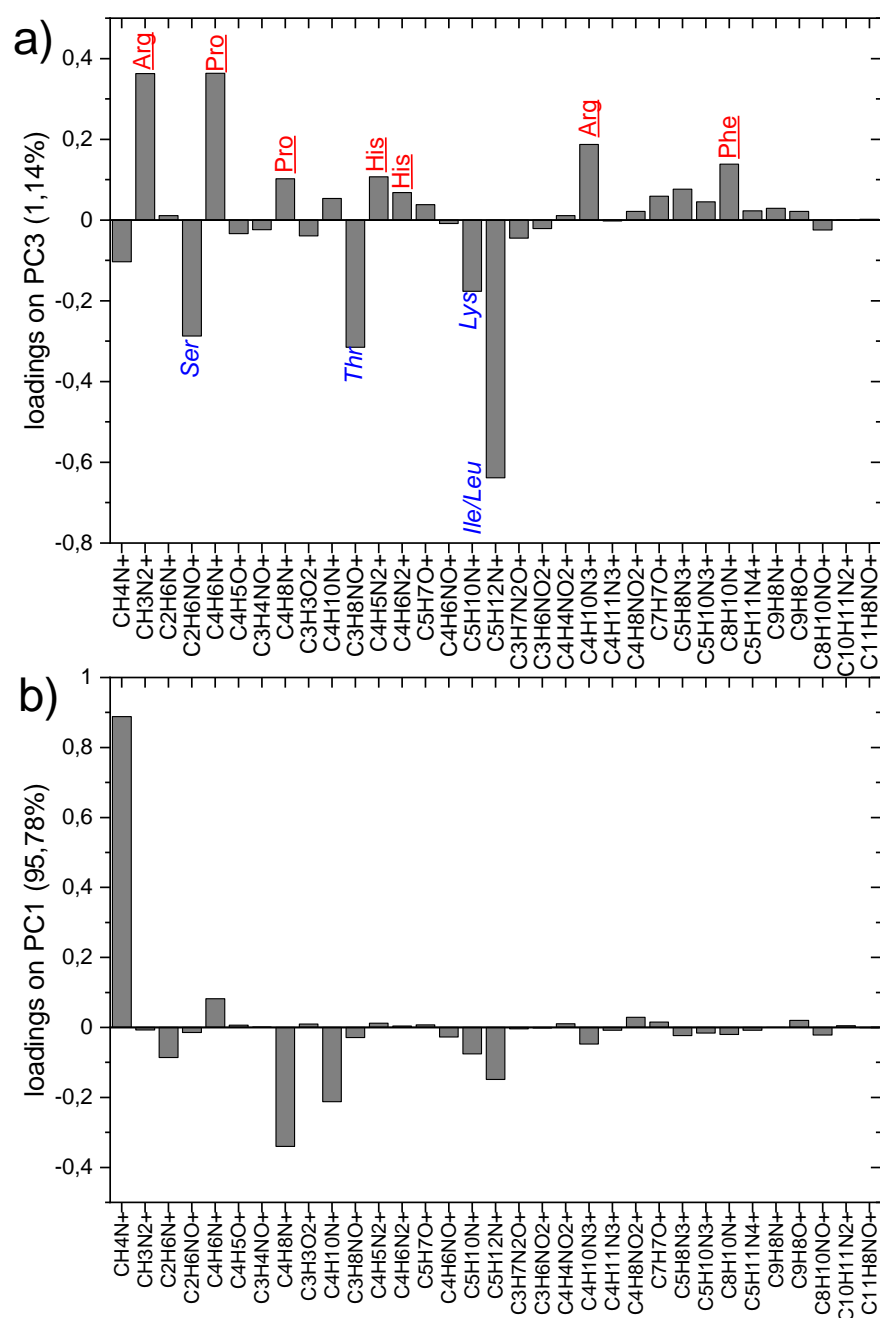 a)
loadings on PC3 (1,14%)
0,4
0,2
0
-0,2
-0,4
-0,6
-0,8
Arg
Pro
Pro
His
His
Arg
Phe
Ser
Thr
Lys
Ile/Leu
CH4N+
CH3N2+
C2H6N+
C2H6NO+
C4H6N+
C4H5O+
C3H4NO+
C4H8N+
C3H3O2+
C4H10N+
C3H8NO+
C4H5N2+
C4H6N2+
C5H7O+
C4H6NO+
C5H10N+
C5H12N+
C3H7N2O+
C3H6NO2+
C4H4NO2+
C4H10N3+
C4H11N3+
C4H8NO2+
C7H7O+
C5H8N3+
C5H10N3+
C8H10N+
C5H11N4+
C9H8N+
C9H8O+
C8H10NO+
C10H11N2+
C11H8NO+
b)
loadings on PC1 (95,78%)
1
0,8
0,6
0,4
0,2
0
-0,2
-0,4
CH4N+
CH3N2+
C2H6N+
C2H6NO+
C4H6N+
C4H5O+
C3H4NO+
C4H8N+
C3H3O2+
C4H10N+
C3H8NO+
C4H5N2+
C4H6N2+
C5H7O+
C4H6NO+
C5H10N+
C5H12N+
C3H7N2O+
C3H6NO2+
C4H4NO2+
C4H10N3+
C4H11N3+
C4H8NO2+
C7H7O+
C5H8N3+
C5H10N3+
C8H10N+
C5H11N4+
C9H8N+
C9H8O+
C8H10NO+
C10H11N2+
C11H8NO+